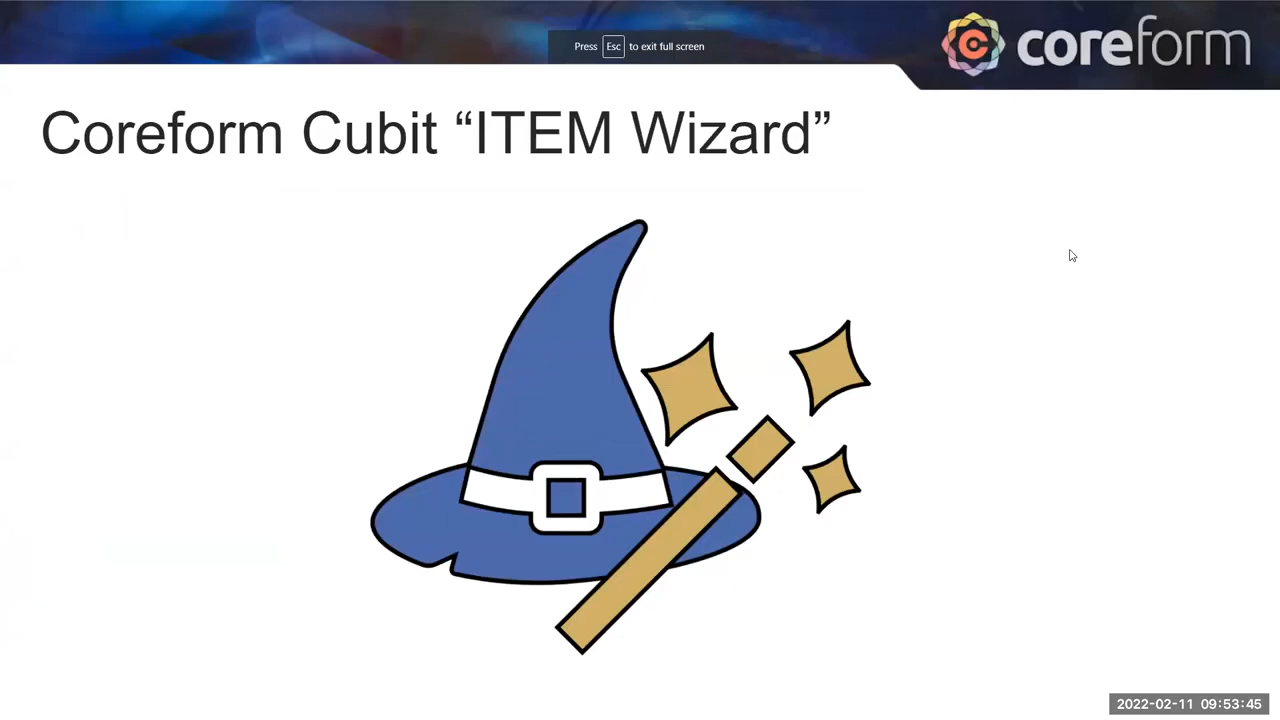 Press Esc to exit full screen
coreform
Coreform Cubit “ITEM Wizard”
2022-02-11 09:53:45